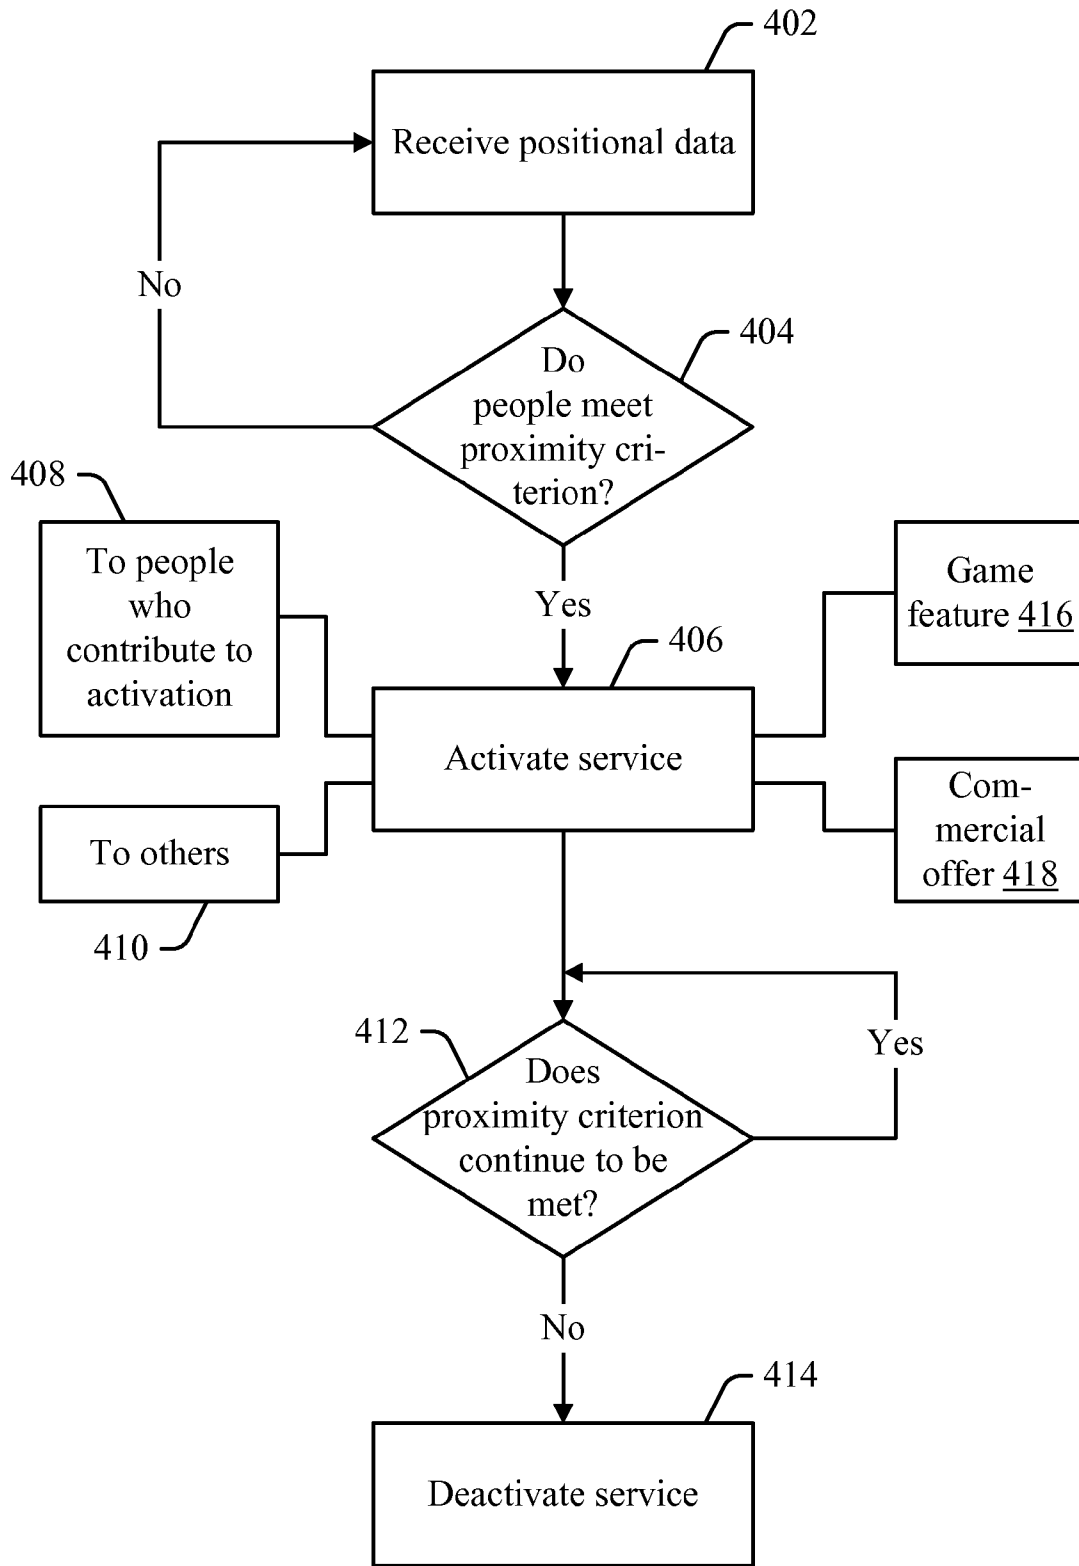 402
Receive positional data
No
404
Do
people meet
proximity cri-
terion?
408
To people
who
contribute to
activation
Yes
Game
feature 416
406
Activate service
Com-
mercial
offer 418
To others
410
412
Does
proximity criterion
continue to be
met?
Yes
No
414
Deactivate service